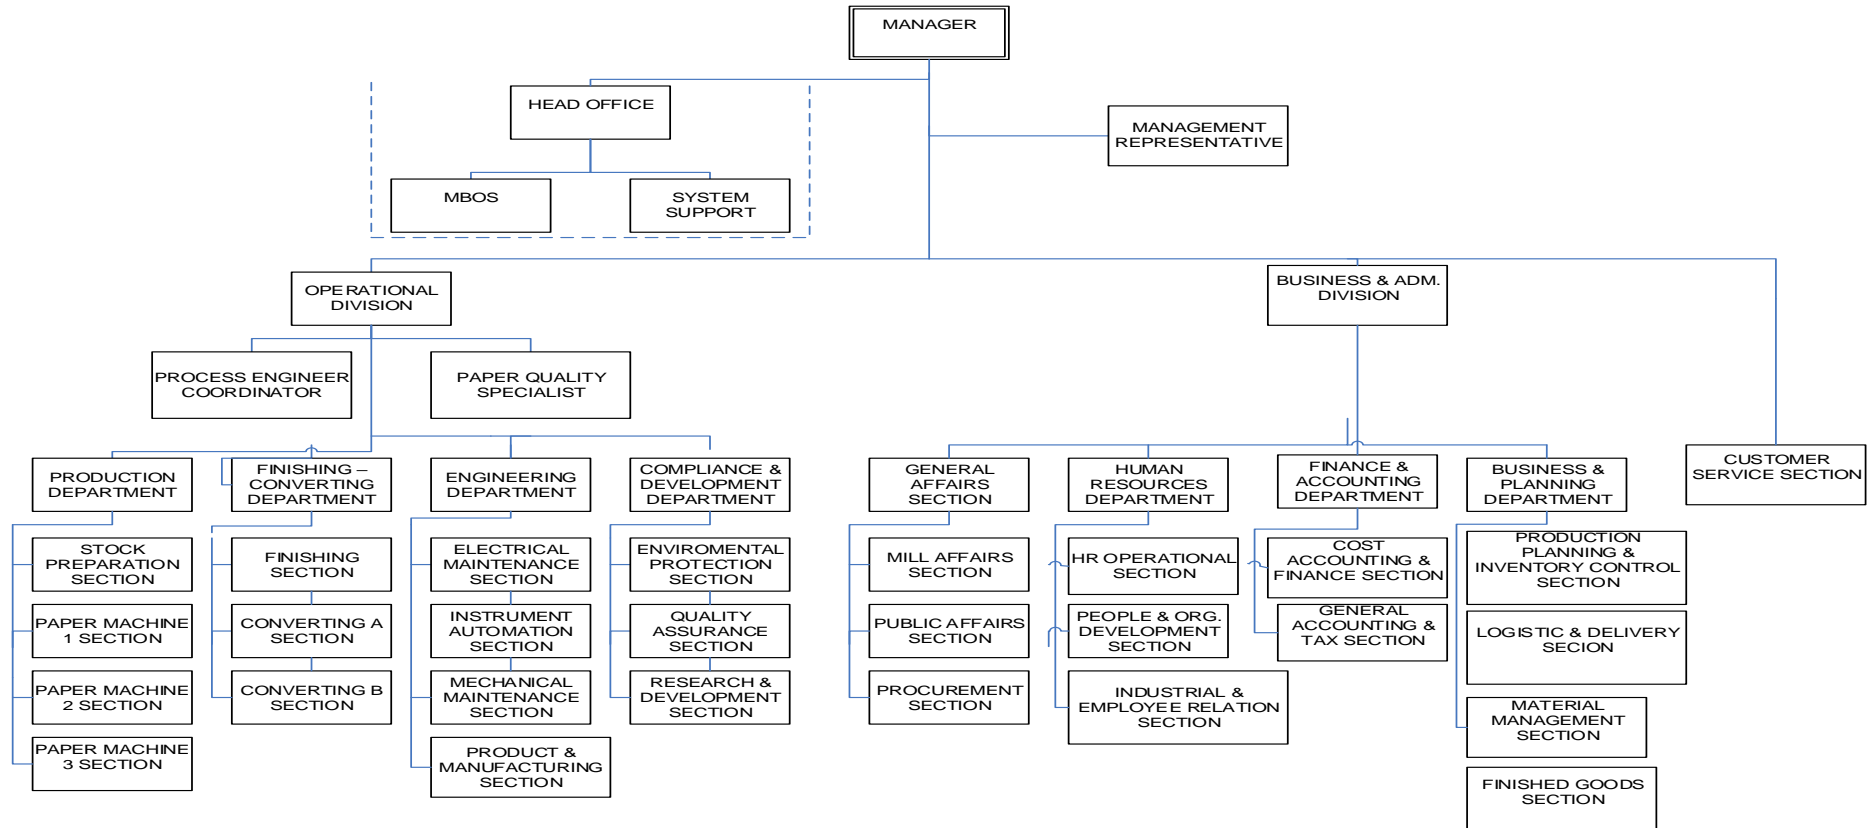 MANAGER
HEAD OFFICE
MANAGEMENT
REPRESENTATIVE
MBOS
SYSTEM
SUPPORT
OPERATIONAL
DIVISION
BUSINESS & ADM.
DIVISION
PROCESS ENGINEER
COORDINATOR
PAPER QUALITY
SPECIALIST
PRODUCTION
DEPARTMENT
FINISHING –
CONVERTING
DEPARTMENT
ENGINEERING
DEPARTMENT
COMPLIANCE &
DEVELOPMENT
DEPARTMENT
GENERAL
AFFAIRS
SECTION
HUMAN
RESOURCES
DEPARTMENT
FINANCE &
ACCOUNTING
DEPARTMENT
BUSINESS &
PLANNING
DEPARTMENT
CUSTOMER
SERVICE SECTION
STOCK
PREPARATION
SECTION
FINISHING
SECTION
ELECTRICAL
MAINTENANCE
SECTION
ENVIROMENTAL
PROTECTION
SECTION
MILL AFFAIRS
SECTION
HR OPERATIONAL
SECTION
COST
ACCOUNTING &
FINANCE SECTION
PRODUCTION
PLANNING &
INVENTORY CONTROL
SECTION
PAPER MACHINE
1 SECTION
CONVERTING A
SECTION
INSTRUMENT
AUTOMATION
SECTION
QUALITY
ASSURANCE
SECTION
PUBLIC AFFAIRS
SECTION
PEOPLE & ORG.
DEVELOPMENT
SECTION
GENERAL
ACCOUNTING &
TAX SECTION
LOGISTIC & DELIVERY
SECION
PAPER MACHINE
2 SECTION
CONVERTING B
SECTION
MECHANICAL
MAINTENANCE
SECTION
RESEARCH &
DEVELOPMENT
SECTION
PROCUREMENT
SECTION
INDUSTRIAL &
EMPLOYEE RELATION
SECTION
MATERIAL
MANAGEMENT
SECTION
PAPER MACHINE
3 SECTION
PRODUCT &
MANUFACTURING
SECTION
FINISHED GOODS
SECTION